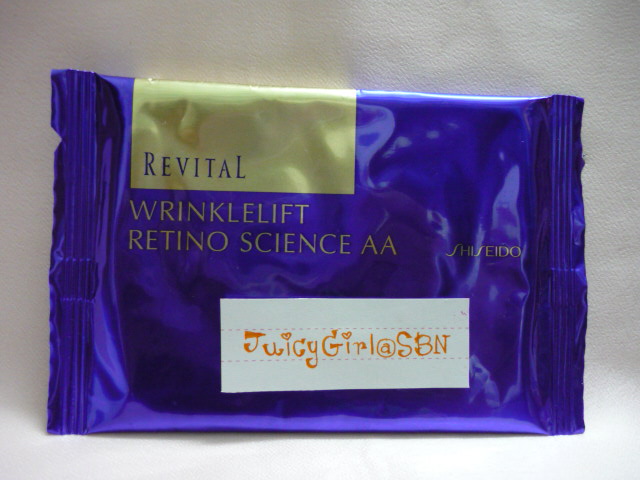 REVITAL
WRINKLELIFT
RETINO SCIENCE AA
SHISEIDO
JuicyGirl@SBN